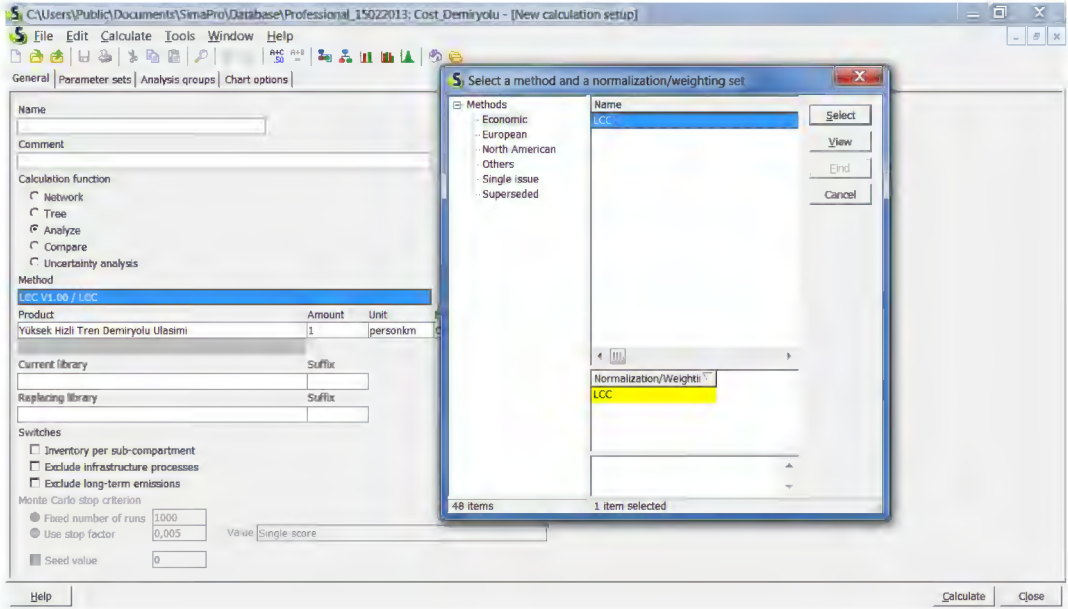 C:\Users\Public\Documents\SimaPro\Database\Professional_15022013; Cost_Demiryolu - [New calculation setup]
File Edit Calculate Tools Window Help
General Parameter sets Analysis groups Chart options
Name
Comment
Calculation function
Network
Tree
Analyze
Compare
Uncertainty analysis
Method
LCC V1.00 / LCC
Product Amount Unit
Yüksek Hizli Tren Demiryolu Ulasimi 1 personkm
Current library Suffix
Replacing library Suffix
Switches
Inventory per sub-compartment
Exclude infrastructure processes
Exclude long-term emissions
Monte Carlo stop criterion
Fixed number of runs 1000
Use stop factor 0,005 Value Single score
Seed value 0
Help Calculate Close
Select a method and a normalization/weighting set
Methods
Economic
European
North American
Others
Single issue
Superseded
Name
LCC
Select
View
Find
Cancel
Normalization/Weightii
LCC
48 items 1 item selected